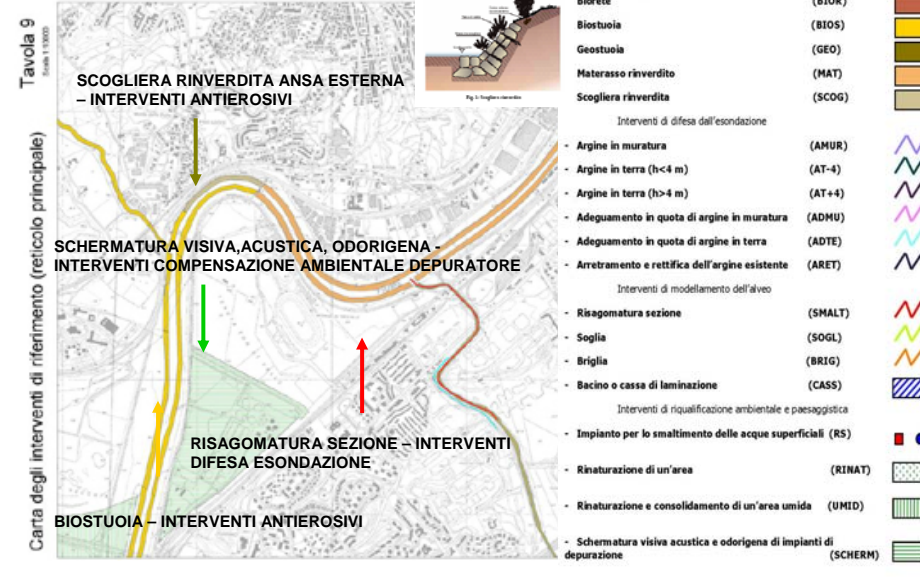 Tavola 9
Scala 1:10000
Carta degli interventi di riferimento (reticolo principale)
SCOGLIERA RINVERDITA ANSA ESTERNA
– INTERVENTI ANTIEROSIVI
SCHERMATURA VISIVA,ACUSTICA, ODORIGENA -
INTERVENTI COMPENSAZIONE AMBIENTALE DEPURATORE
RISAGOMATURA SEZIONE – INTERVENTI
DIFESA ESONDAZIONE
BIOSTUOIA – INTERVENTI ANTIEROSIVI
Biorete (BIOR)
Biostuoia (BIOS)
Geostuoia (GEO)
Materasso rinverdito (MAT)
Scogliera rinverdita (SCOG)
Interventi di difesa dall'esondazione
- Argine in muratura (AMUR)
- Argine in terra (h<4 m) (AT-4)
- Argine in terra (h>4 m) (AT+4)
- Adeguamento in quota di argine in muratura (ADMU)
- Adeguamento in quota di argine in terra (ADTE)
- Arretramento e rettifica dell'argine esistente (ARET)
Interventi di modellamento dell'alveo
- Risagomatura sezione (SMALT)
- Soglia (SOGL)
- Briglia (BRIG)
- Bacino o cassa di laminazione (CASS)
Interventi di riqualificazione ambientale e paesaggistica
- Impianto per lo smaltimento delle acque superficiali (RS)
- Rinaturazione di un'area (RINAT)
- Rinaturazione e consolidamento di un'area umida (UMID)
- Schermatura visiva acustica e odorigena di impianti di
depurazione (SCHERM)